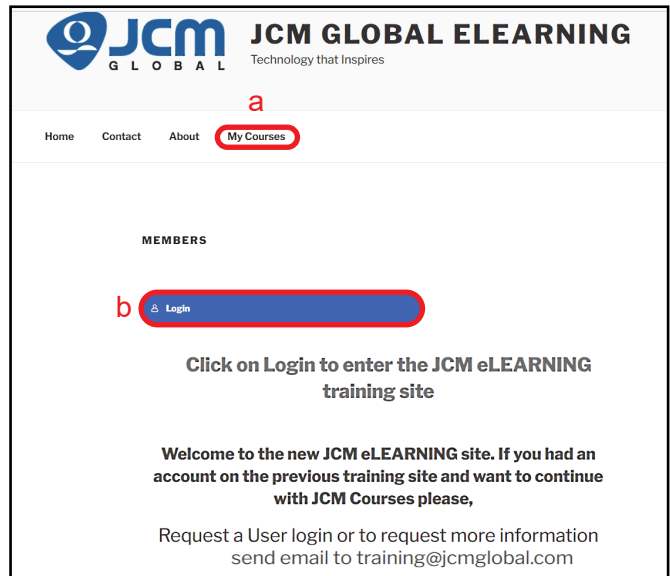 JCM
GLOBAL
JCM GLOBAL ELEARNING
Technology that Inspires
a
Home Contact About My Courses
MEMBERS
b
Login
Click on Login to enter the JCM eLEARNING
training site
Welcome to the new JCM eLEARNING site. If you had an
account on the previous training site and want to continue
with JCM Courses please,
Request a User login or to request more information
send email to training@jcmglobal.com